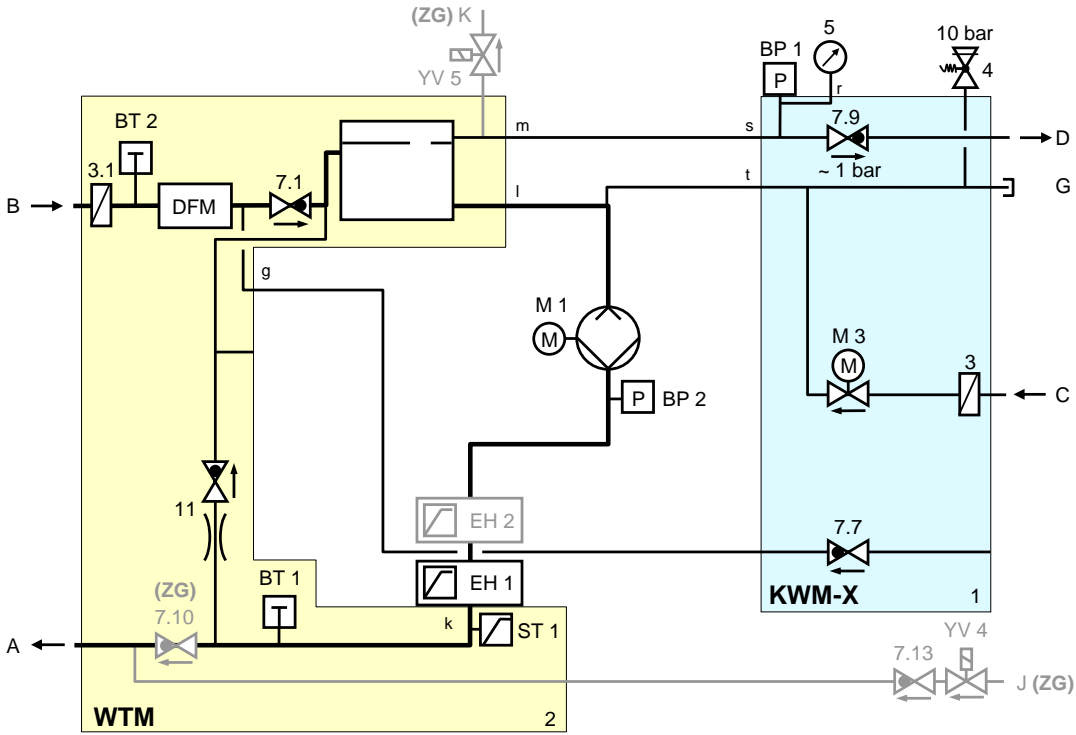 (ZG) K
YV 5
BP 1
P
5
r
10 bar
4
BT 2
T
3.1
DFM
7.1
m
s
7.9
~ 1 bar
D
B
l
t
G
g
M 1
M
M 3
M
3
C
P
BP 2
11
EH 2
7.7
(ZG)
7.10
BT 1
T
EH 1
KWM-X
1
k
ST 1
A
YV 4
7.13
J (ZG)
WTM
2